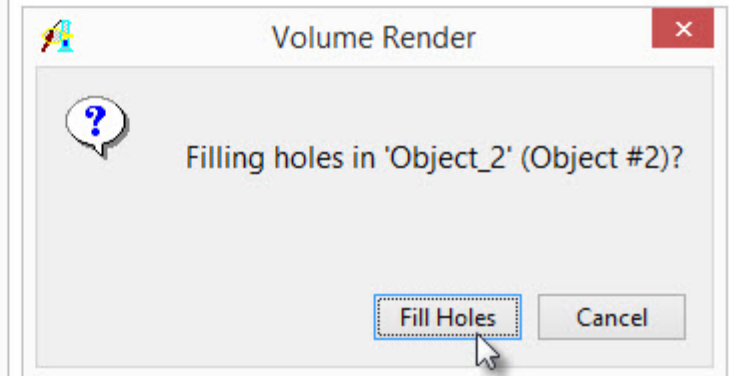 Volume Render
Filling holes in 'Object_2' (Object #2)?
Fill Holes
Cancel